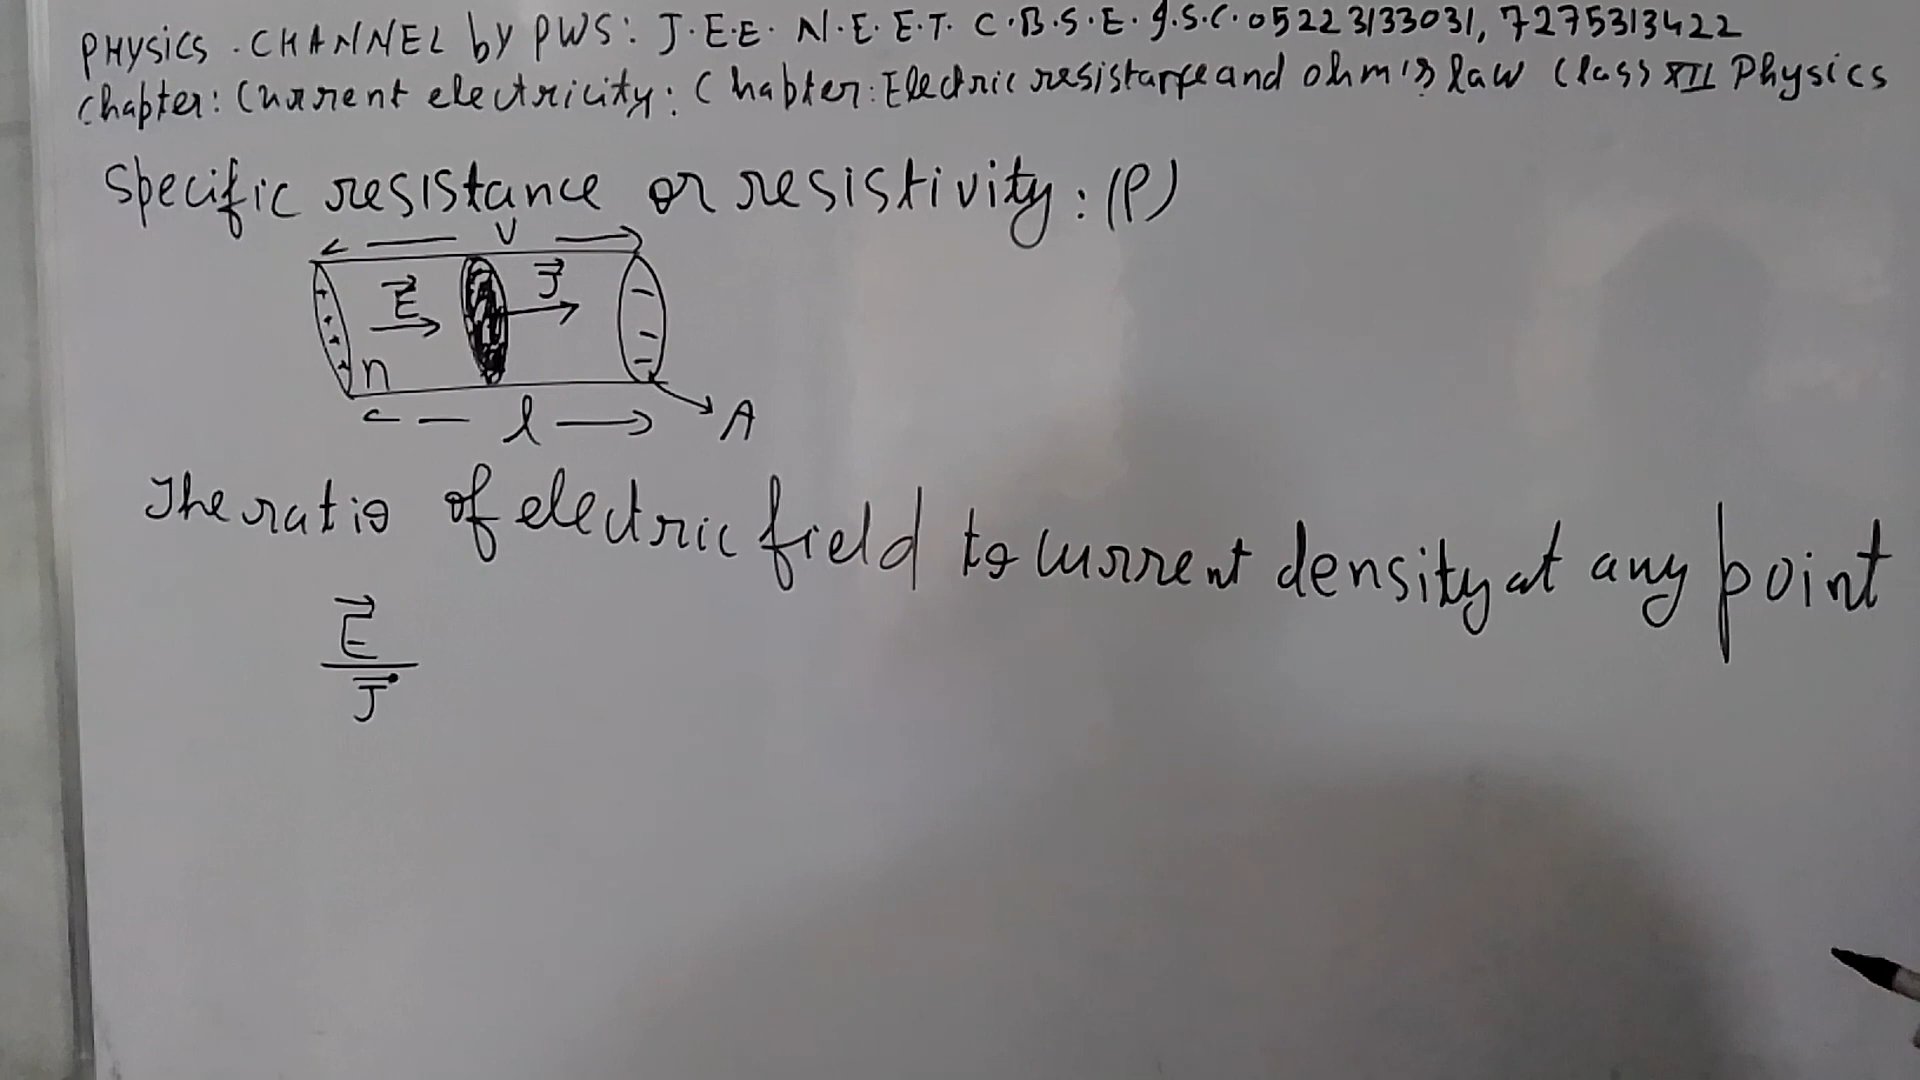 PHYSICS . CHANNEL by PWS: J.E.E. N.E.E.T. C.B.S.E. I.S.C. 05223133031, 7275313422
Chapter: Current electricity: Chapter: Electric resistance and ohm's law Class XII Physics
Specific resistance or resistivity: (ρ)
V
E J
+ + + + n - - -
l A
The ratio of electric field to current density at any point
E
J